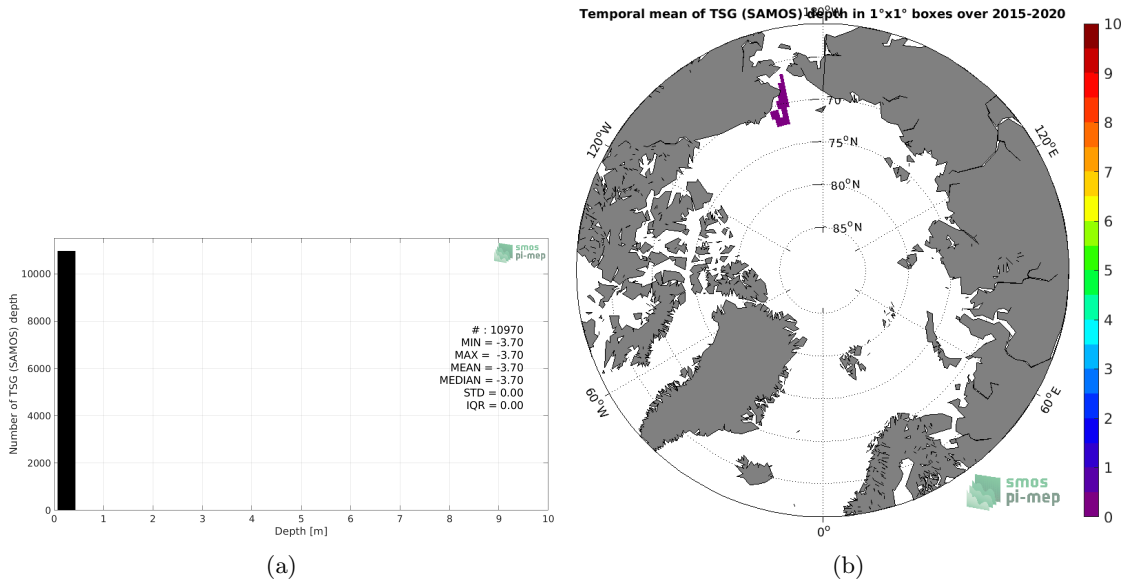 Temporal mean of TSG (SAMOS) depth in 1°x1° boxes over 2015-2020
180°W
120°W
120°E
70
75°N
80°N
85°N
60°W
60°E
0°
10
9
8
7
6
5
4
3
2
1
0
smos
pi-mep
smos
pi-mep
Number of TSG (SAMOS) depth
10000
8000
6000
4000
2000
0
# : 10970
MIN = -3.70
MAX = -3.70
MEAN = -3.70
MEDIAN = -3.70
STD = 0.00
IQR = 0.00
0 1 2 3 4 5 6 7 8 9 10
Depth [m]
(a)
(b)